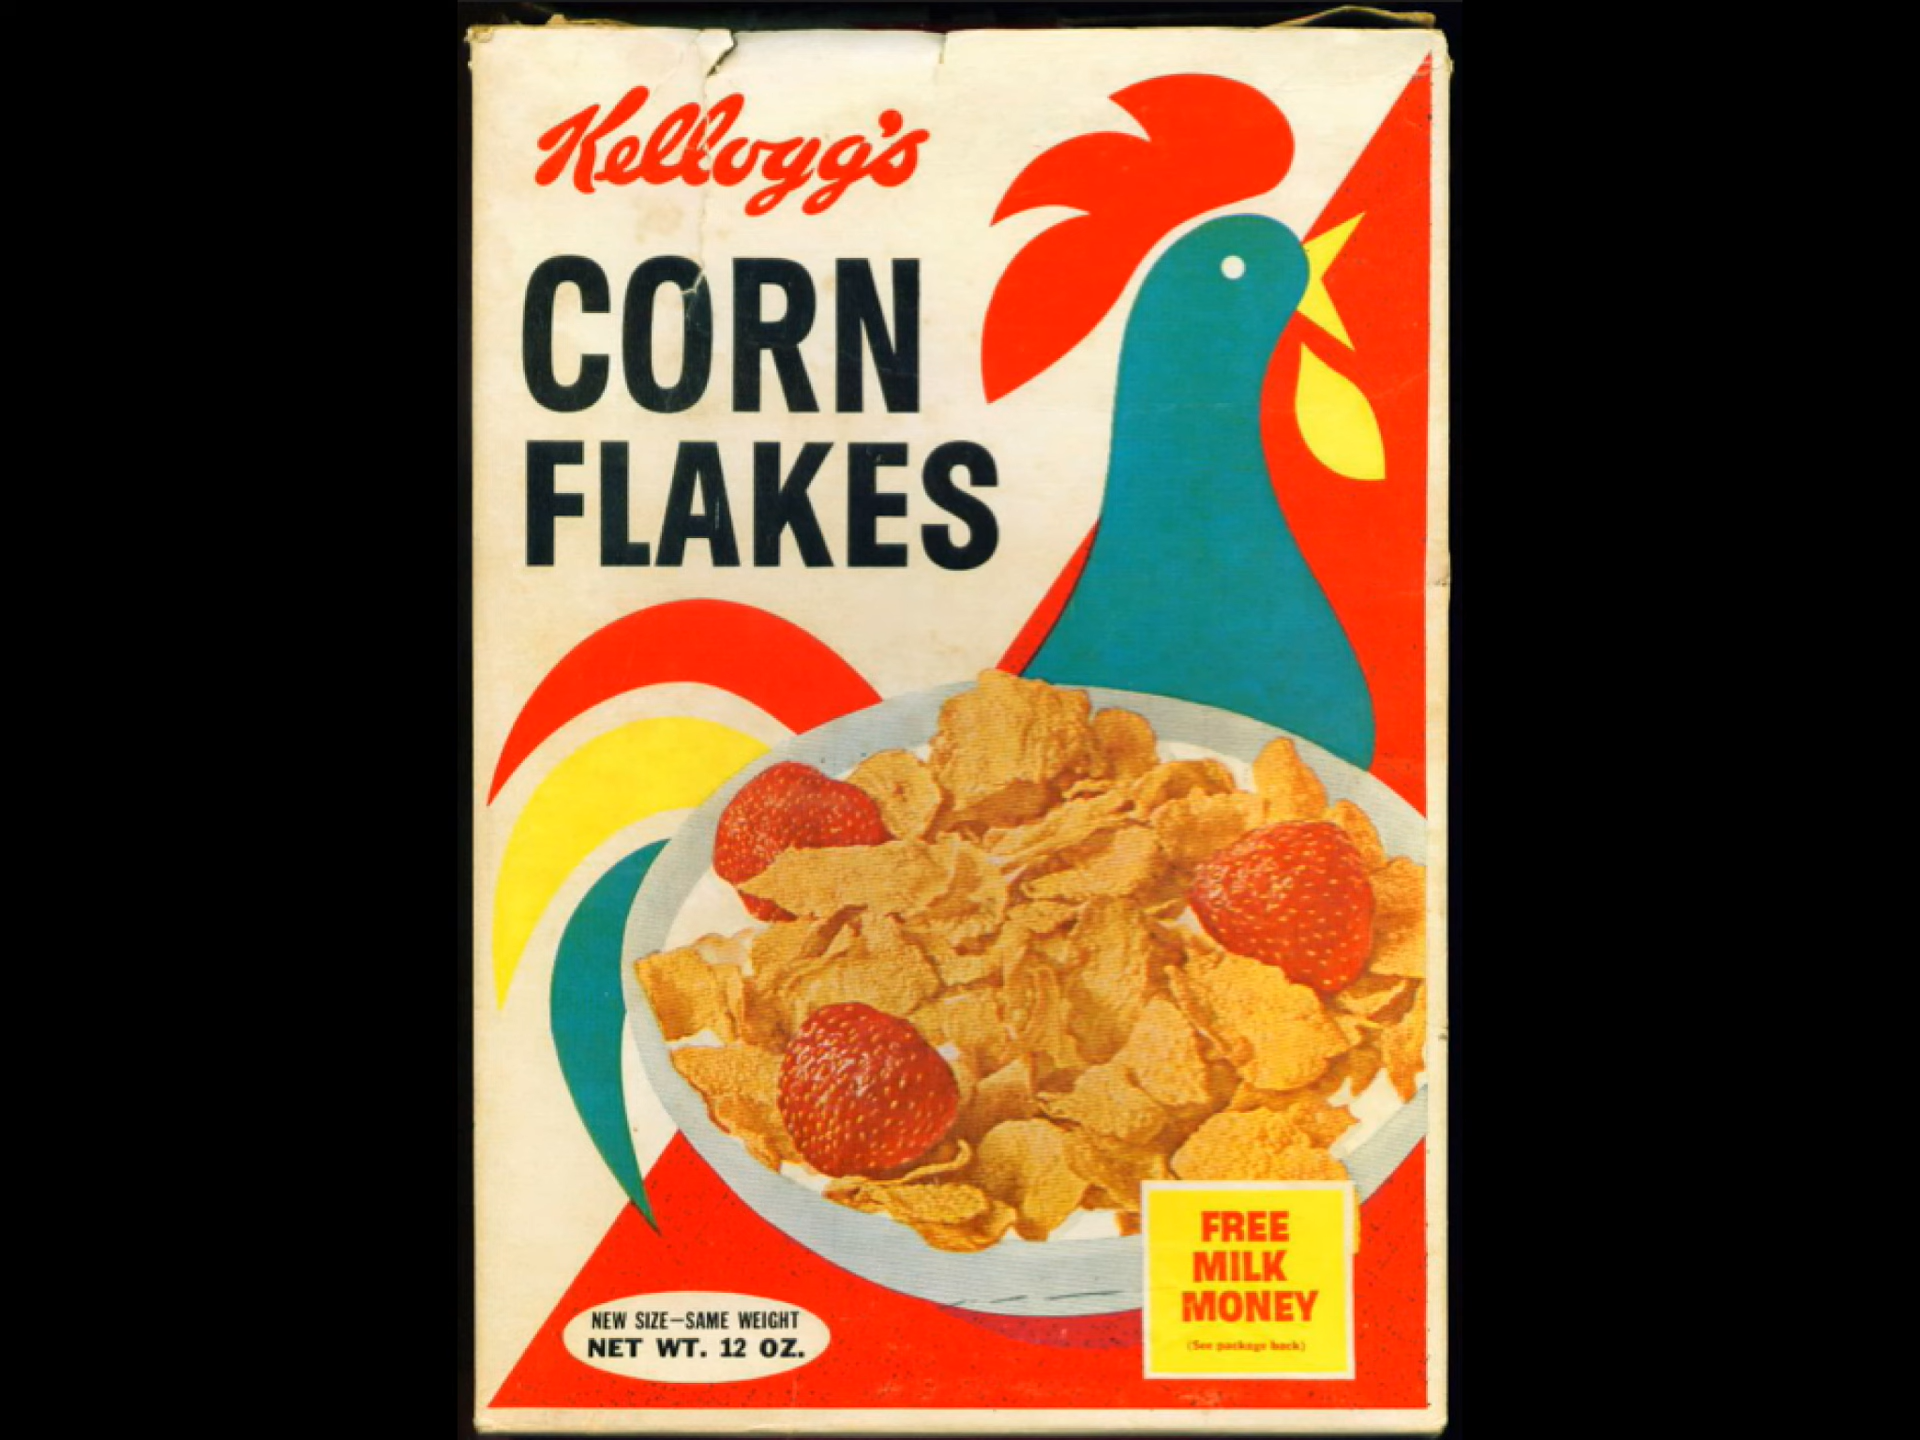 Kellogg's
CORN
FLAKES
FREE
MILK
MONEY
(See package back)
NEW SIZE–SAME WEIGHT
NET WT. 12 OZ.